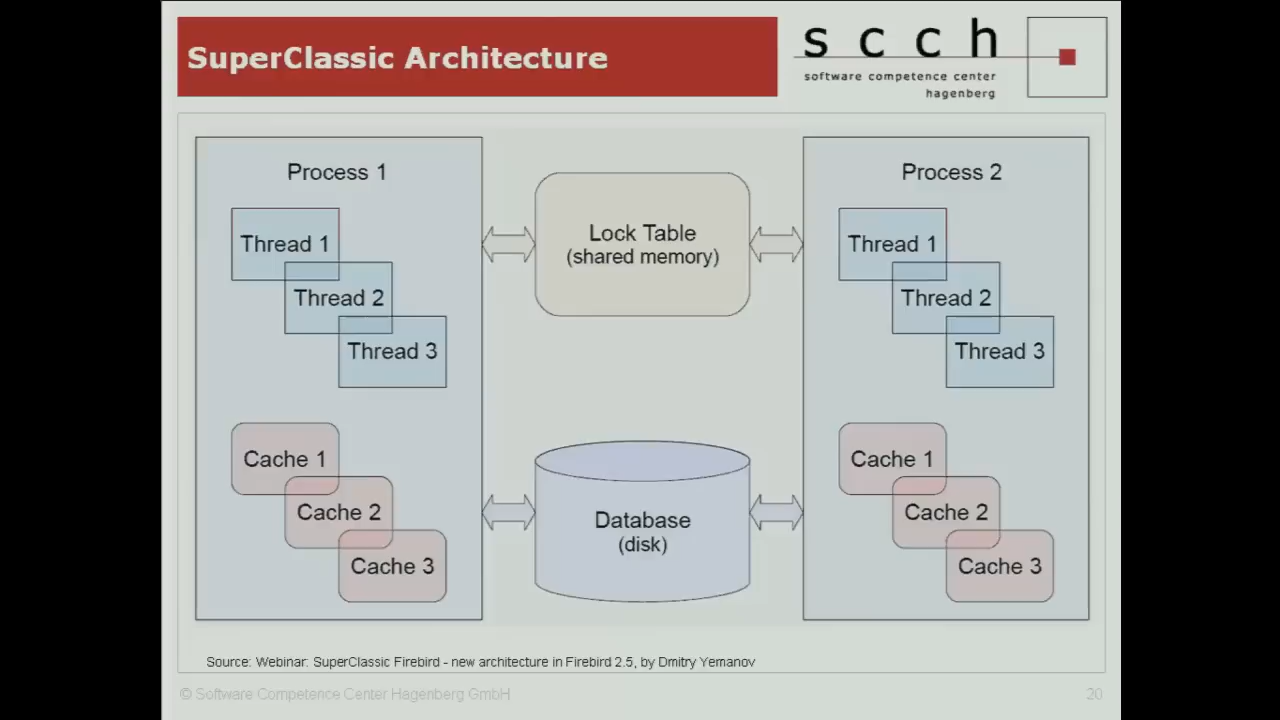 SuperClassic Architecture
scch
software competence center
hagenberg
Process 1
Thread 1
Thread 2
Thread 3
Cache 1
Cache 2
Cache 3
Lock Table
(shared memory)
Database
(disk)
Process 2
Thread 1
Thread 2
Thread 3
Cache 1
Cache 2
Cache 3
Source: Webinar: SuperClassic Firebird - new architecture in Firebird 2.5, by Dmitry Yemanov
© Software Competence Center Hagenberg GmbH
20